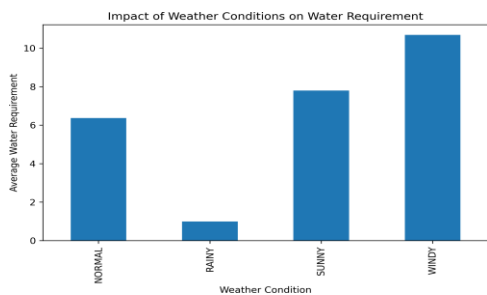 Impact of Weather Conditions on Water Requirement
10
8
6
4
2
0
Average Water Requirement
NORMAL
RAINY
SUNNY
WINDY
Weather Condition